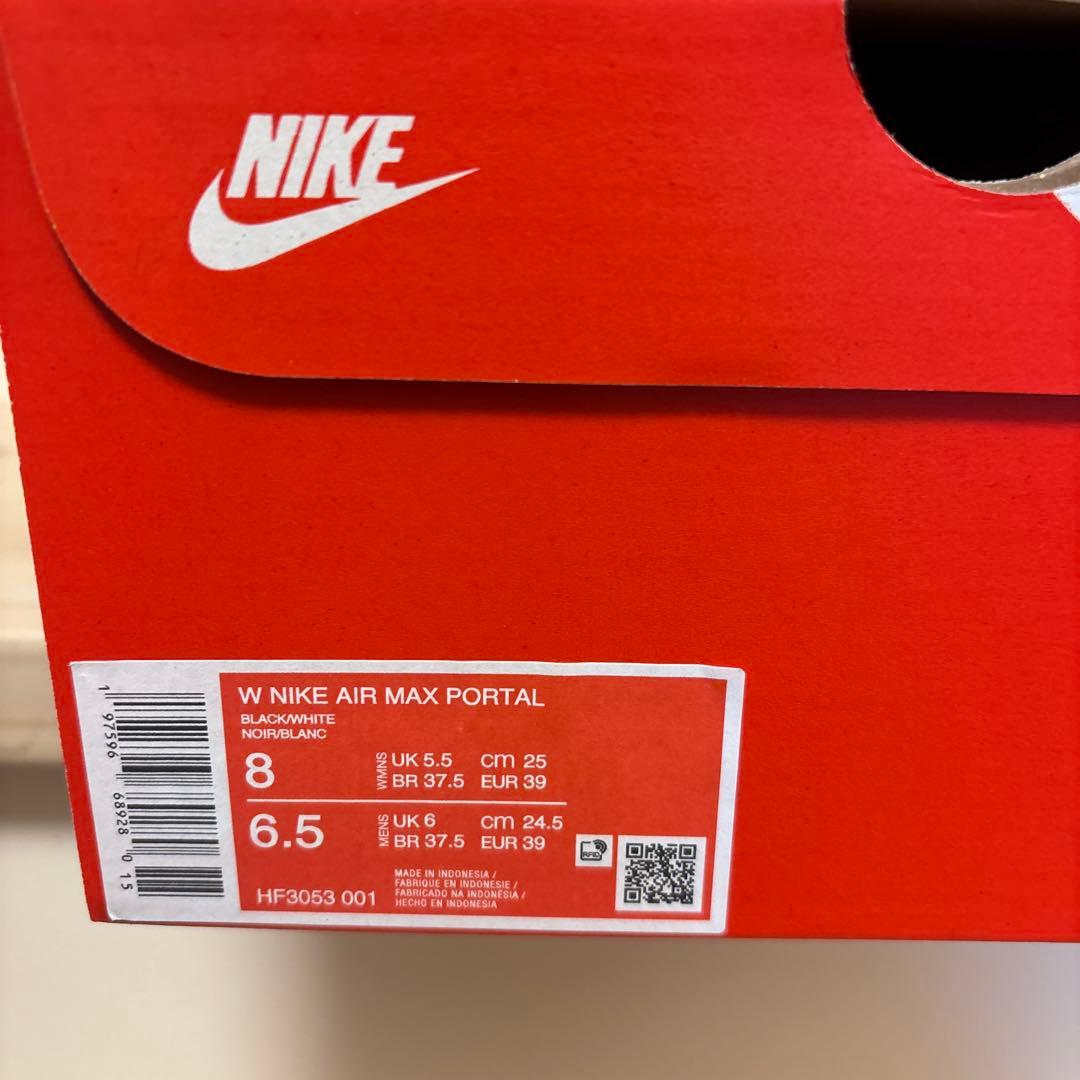 NIKE
W NIKE AIR MAX PORTAL
BLACK/WHITE
NOIR/BLANC
8 WMNS UK 5.5 cm 25
BR 37.5 EUR 39
6.5 MENS UK 6 cm 24.5
BR 37.5 EUR 39
HF3053 001
MADE IN INDONESIA /
FABRIQUE EN INDONESIE /
FABRICADO NA INDONÉSIA /
HECHO EN INDONESIA
RFID
1 97596 68928 0 15